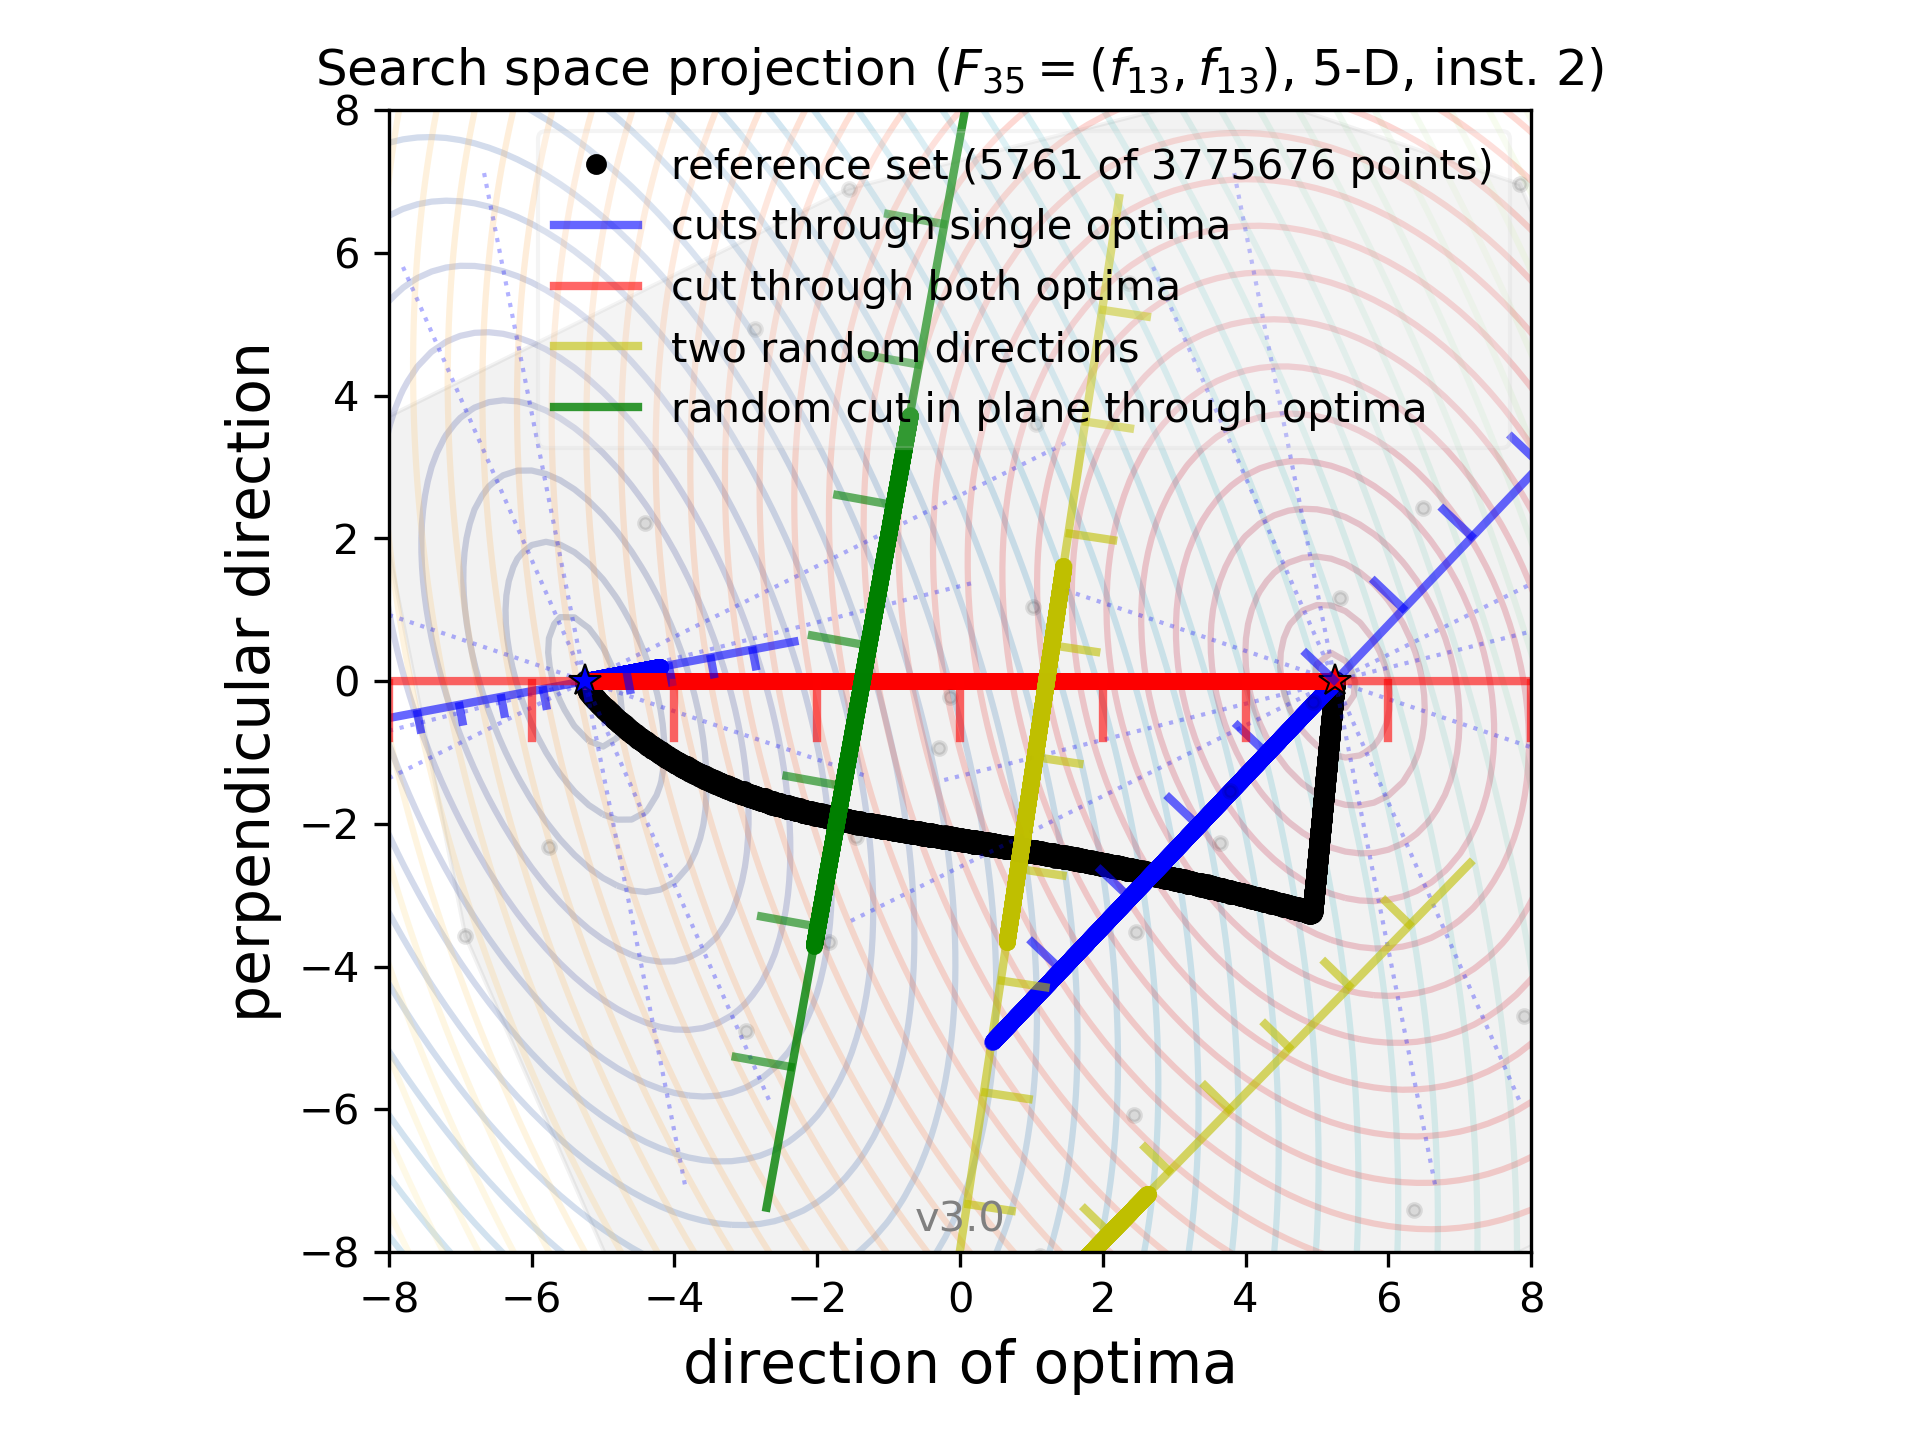 Search space projection (F35 = (f13, f13), 5-D, inst. 2)
reference set (5761 of 3775676 points)
cuts through single optima
cut through both optima
two random directions
random cut in plane through optima
8
6
4
2
0
−2
−4
−6
−8
perpendicular direction
v3.0
−8 −6 −4 −2 0 2 4 6 8
direction of optima